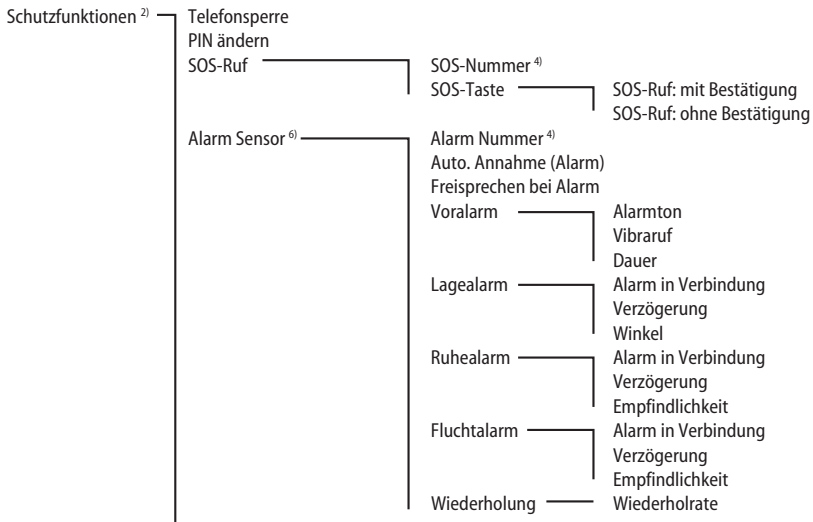 Schutzfunktionen 2) Telefonsperre
PIN ändern
SOS-Ruf SOS-Nummer 4)
SOS-Taste SOS-Ruf: mit Bestätigung
SOS-Ruf: ohne Bestätigung
Alarm Sensor 6) Alarm Nummer 4)
Auto. Annahme (Alarm)
Freisprechen bei Alarm
Voralarm Alarmton
Vibraruf
Dauer
Lagealarm Alarm in Verbindung
Verzögerung
Winkel
Ruhealarm Alarm in Verbindung
Verzögerung
Empfindlichkeit
Fluchtalarm Alarm in Verbindung
Verzögerung
Empfindlichkeit
Wiederholung Wiederholrate